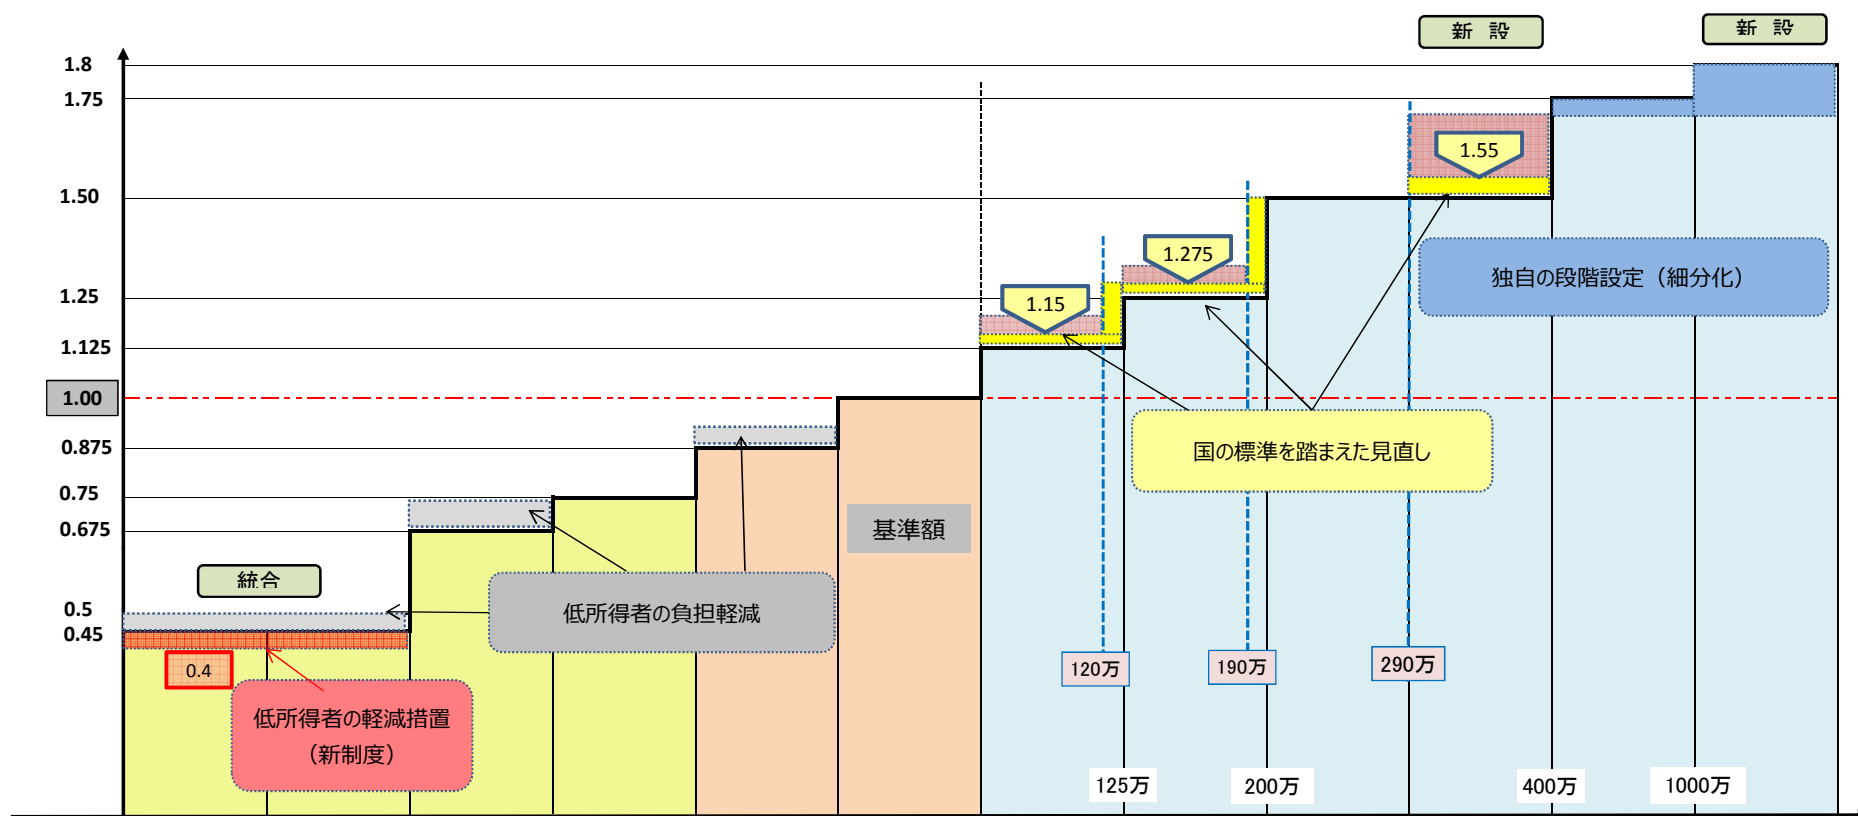 新 設
新 設
1.8
1.75
1.55
1.50
1.275
独自の段階設定（細分化）
1.25
1.15
1.125
1.00
国の標準を踏まえた見直し
0.875
0.75
基準額
0.675
統合
0.5
低所得者の負担軽減
0.45
0.4
120万
190万
290万
低所得者の軽減措置
（新制度）
125万
200万
400万
1000万